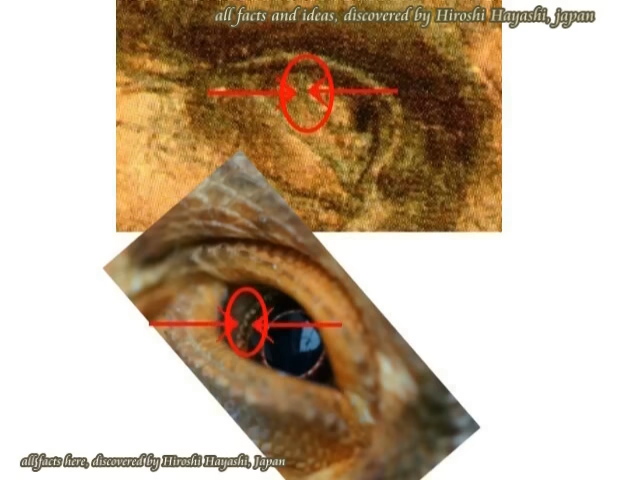 all facts and ideas, discovered by Hiroshi Hayashi, japan
all facts here, discovered by Hiroshi Hayashi, Japan